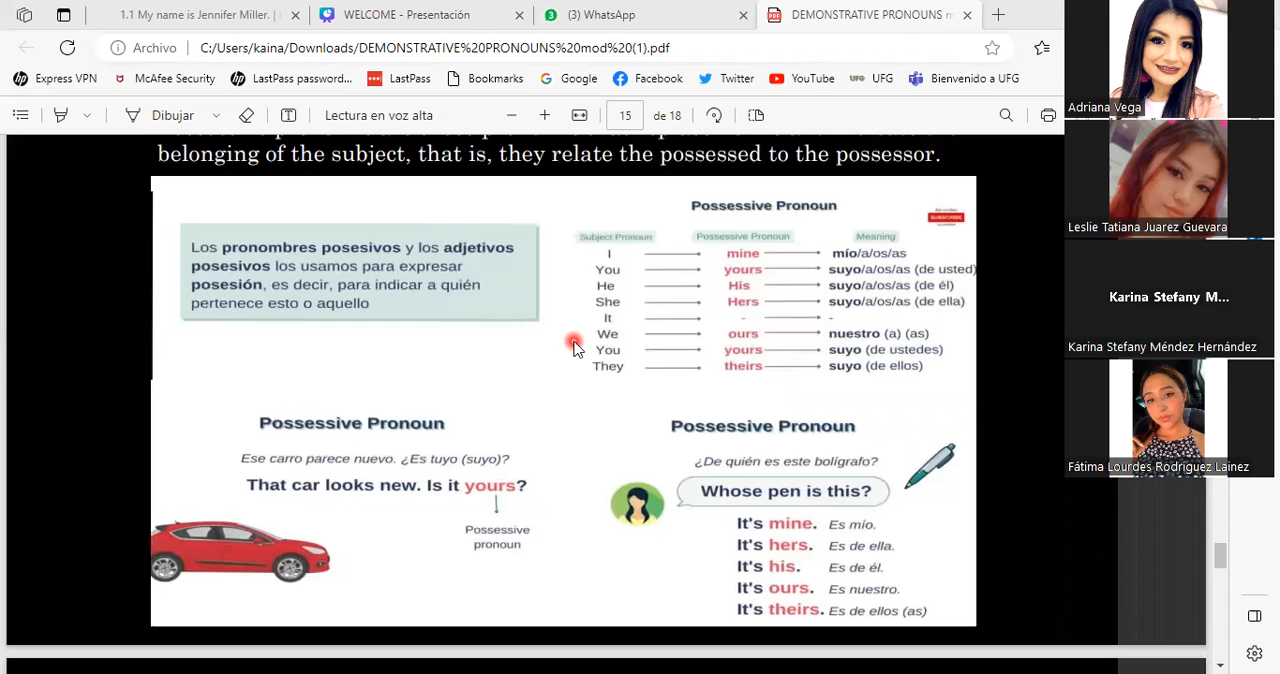 1.1 My name is Jennifer Miller. |
WELCOME - Presentación
(3) WhatsApp
DEMONSTRATIVE PRONOUNS m
Archivo
C:/Users/kaina/Downloads/DEMONSTRATIVE%20PRONOUNS%20mod%20(1).pdf
Express VPN
McAfee Security
LastPass password...
LastPass
Bookmarks
Google
Facebook
Twitter
YouTube
UFG
Bienvenido a UFG
Dibujar
Lectura en voz alta
15
de 18
belonging of the subject, that is, they relate the possessed to the possessor.
Los pronombres posesivos y los adjetivos
posesivos los usamos para expresar
posesión, es decir, para indicar a quién
pertenece esto o aquello
Possessive Pronoun
SUBSCRIBE
Subject Pronoun Possessive Pronoun Meaning
I mine mío/a/os/as
You yours suyo/a/os/as (de usted)
He His suyo/a/os/as (de él)
She Hers suyo/a/os/as (de ella)
It - -
We ours nuestro (a) (as)
You yours suyo (de ustedes)
They theirs suyo (de ellos)
Possessive Pronoun
Ese carro parece nuevo. ¿Es tuyo (suyo)?
That car looks new. Is it yours?
Possessive
pronoun
Possessive Pronoun
¿De quién es este bolígrafo?
Whose pen is this?
It's mine. Es mío.
It's hers. Es de ella.
It's his. Es de él.
It's ours. Es nuestro.
It's theirs. Es de ellos (as)
Adriana Vega
Leslie Tatiana Juarez Guevara
Karina Stefany M...
Karina Stefany Méndez Hernández
Fátima Lourdes Rodríguez Lainez